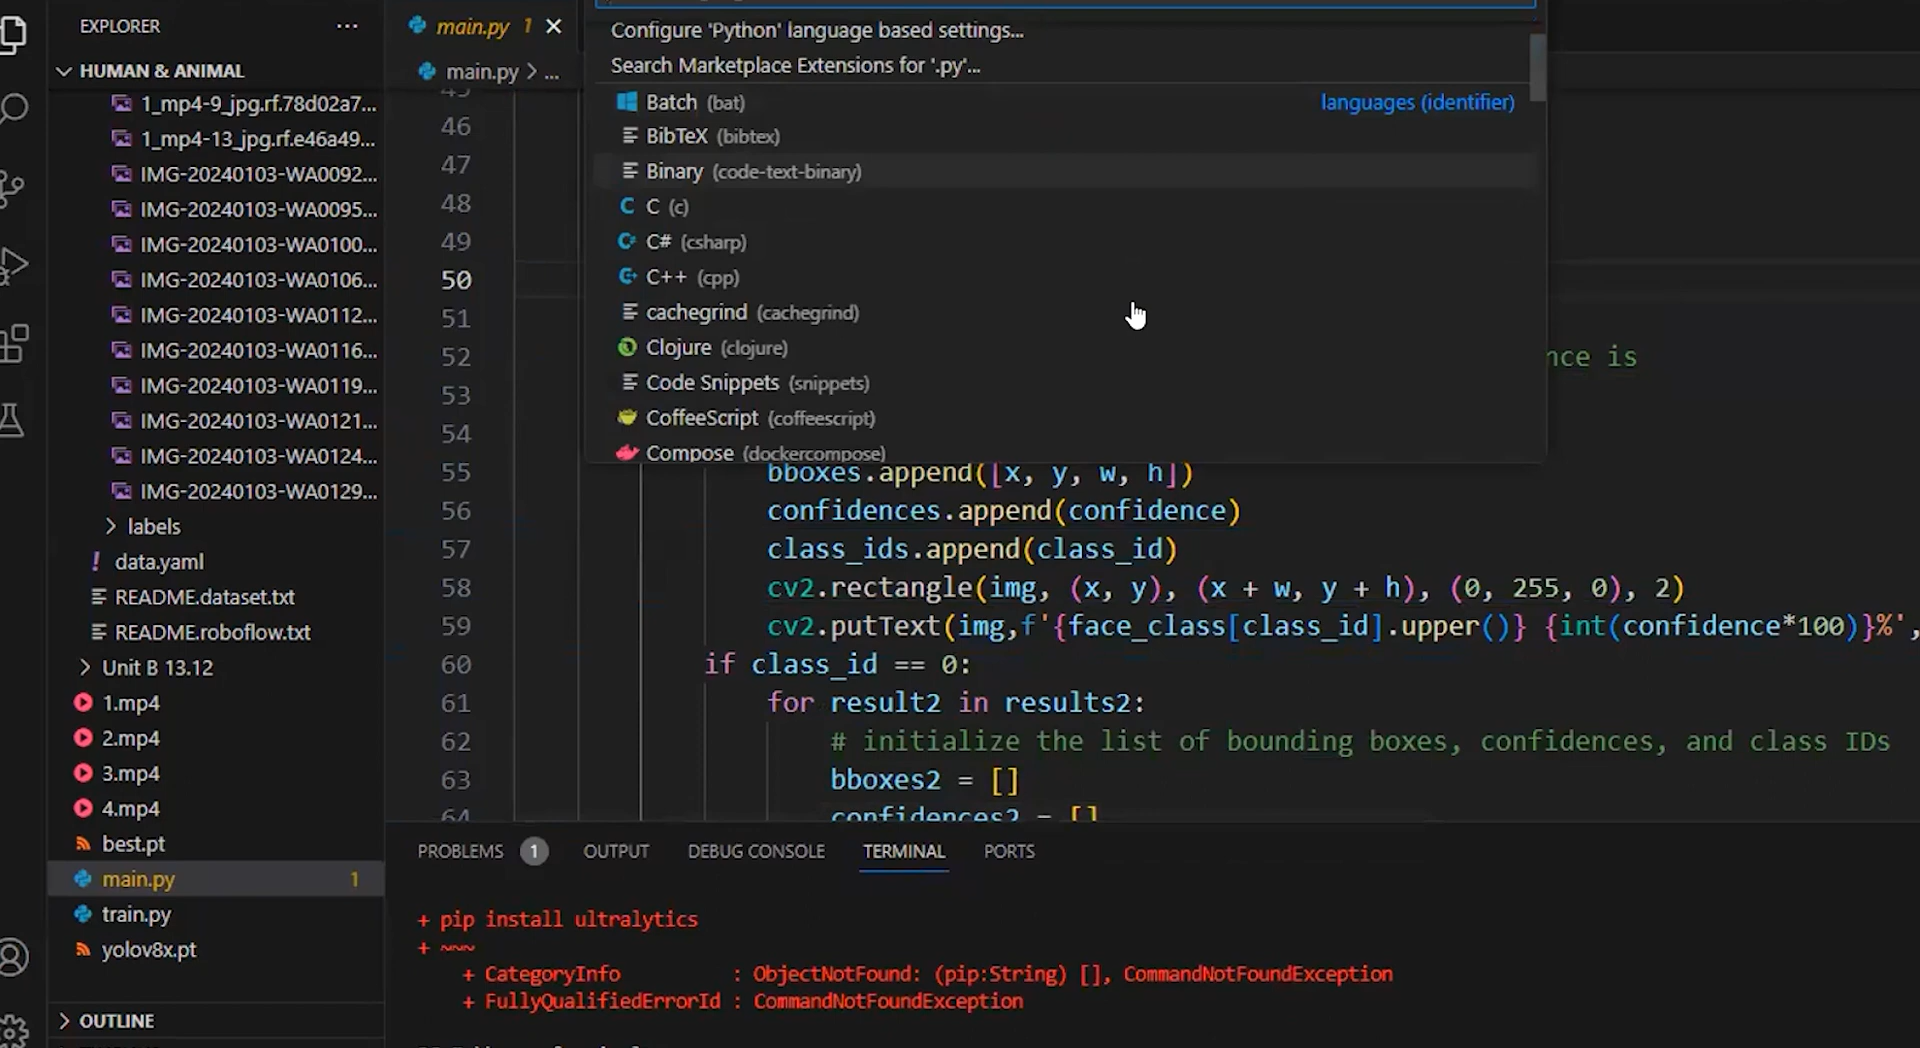 EXPLORER
HUMAN & ANIMAL
1_mp4-9_jpg.rf.78d02a7...
1_mp4-13_jpg.rf.e46a49...
IMG-20240103-WA0092...
IMG-20240103-WA0095...
IMG-20240103-WA0100...
IMG-20240103-WA0106...
IMG-20240103-WA0112...
IMG-20240103-WA0116...
IMG-20240103-WA0119...
IMG-20240103-WA0121...
IMG-20240103-WA0124...
IMG-20240103-WA0129...
labels
! data.yaml
README.dataset.txt
README.roboflow.txt
Unit B 13.12
1.mp4
2.mp4
3.mp4
4.mp4
best.pt
main.py 1
train.py
yolov8x.pt
OUTLINE
main.py 1
main.py > ...
Configure 'Python' language based settings...
Search Marketplace Extensions for '.py'...
Batch (bat) languages (identifier)
BibTeX (bibtex)
Binary (code-text-binary)
C (c)
C# (csharp)
C++ (cpp)
cachegrind (cachegrind)
Clojure (clojure)
Code Snippets (snippets)
CoffeeScript (coffeescript)
Compose (dockercompose)
45
46
47
48
49
50
51
52 nce is
53
54
55 bboxes.append([x, y, w, h])
56 confidences.append(confidence)
57 class_ids.append(class_id)
58 cv2.rectangle(img, (x, y), (x + w, y + h), (0, 255, 0), 2)
59 cv2.putText(img,f'{face_class[class_id].upper()} {int(confidence*100)}%',
60 if class_id == 0:
61 for result2 in results2:
62 # initialize the list of bounding boxes, confidences, and class IDs
63 bboxes2 = []
64 confidences2 = []
PROBLEMS 1 OUTPUT DEBUG CONSOLE TERMINAL PORTS
+ pip install ultralytics
+ ~~~
+ CategoryInfo : ObjectNotFound: (pip:String) [], CommandNotFoundException
+ FullyQualifiedErrorId : CommandNotFoundException